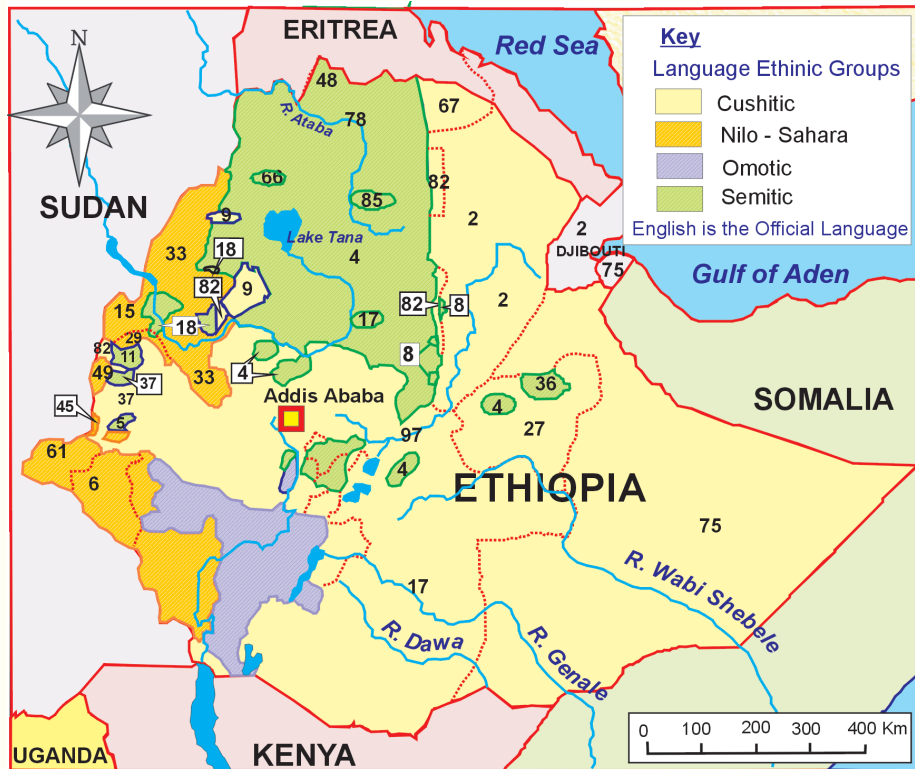 ERITREA
Red Sea
Key
Language Ethinic Groups
Cushitic
Nilo - Sahara
Omotic
Semitic
English is the Official Language
N
48
67
R. Ataba
78
66
85
82
2
SUDAN
9
33
Lake Tana
4
18
82
9
2
DJIBOUTI
75
Gulf of Aden
2
82
8
15
18
17
29
82
11
8
49
37
37
33
4
45
5
Addis Ababa
36
4
27
SOMALIA
97
61
6
4
ETHIOPIA
75
R. Wabi Shebele
17
R. Dawa
R. Genale
0 100 200 300 400 Km
UGANDA
KENYA